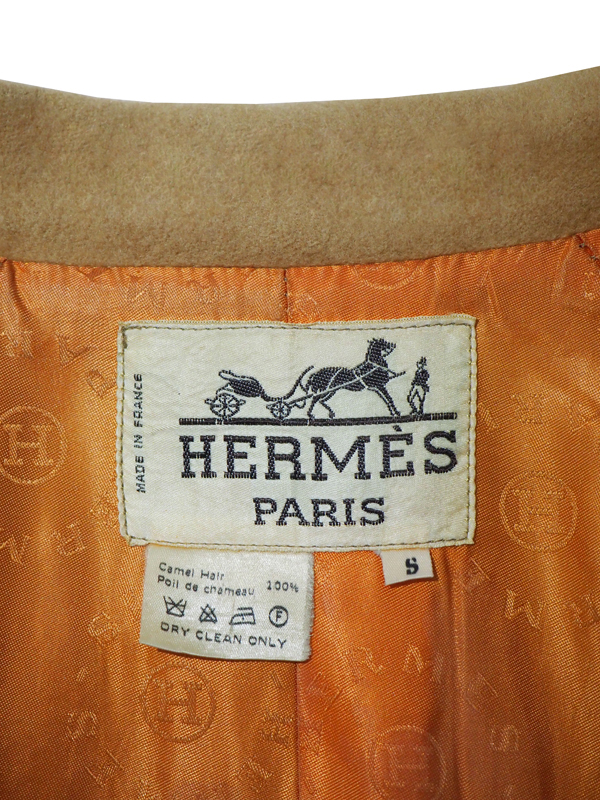 MADE IN FRANCE
HERMÈS
PARIS
S
Camel Hair
Poil de chameau 100%
F
DRY CLEAN ONLY
H
H
H